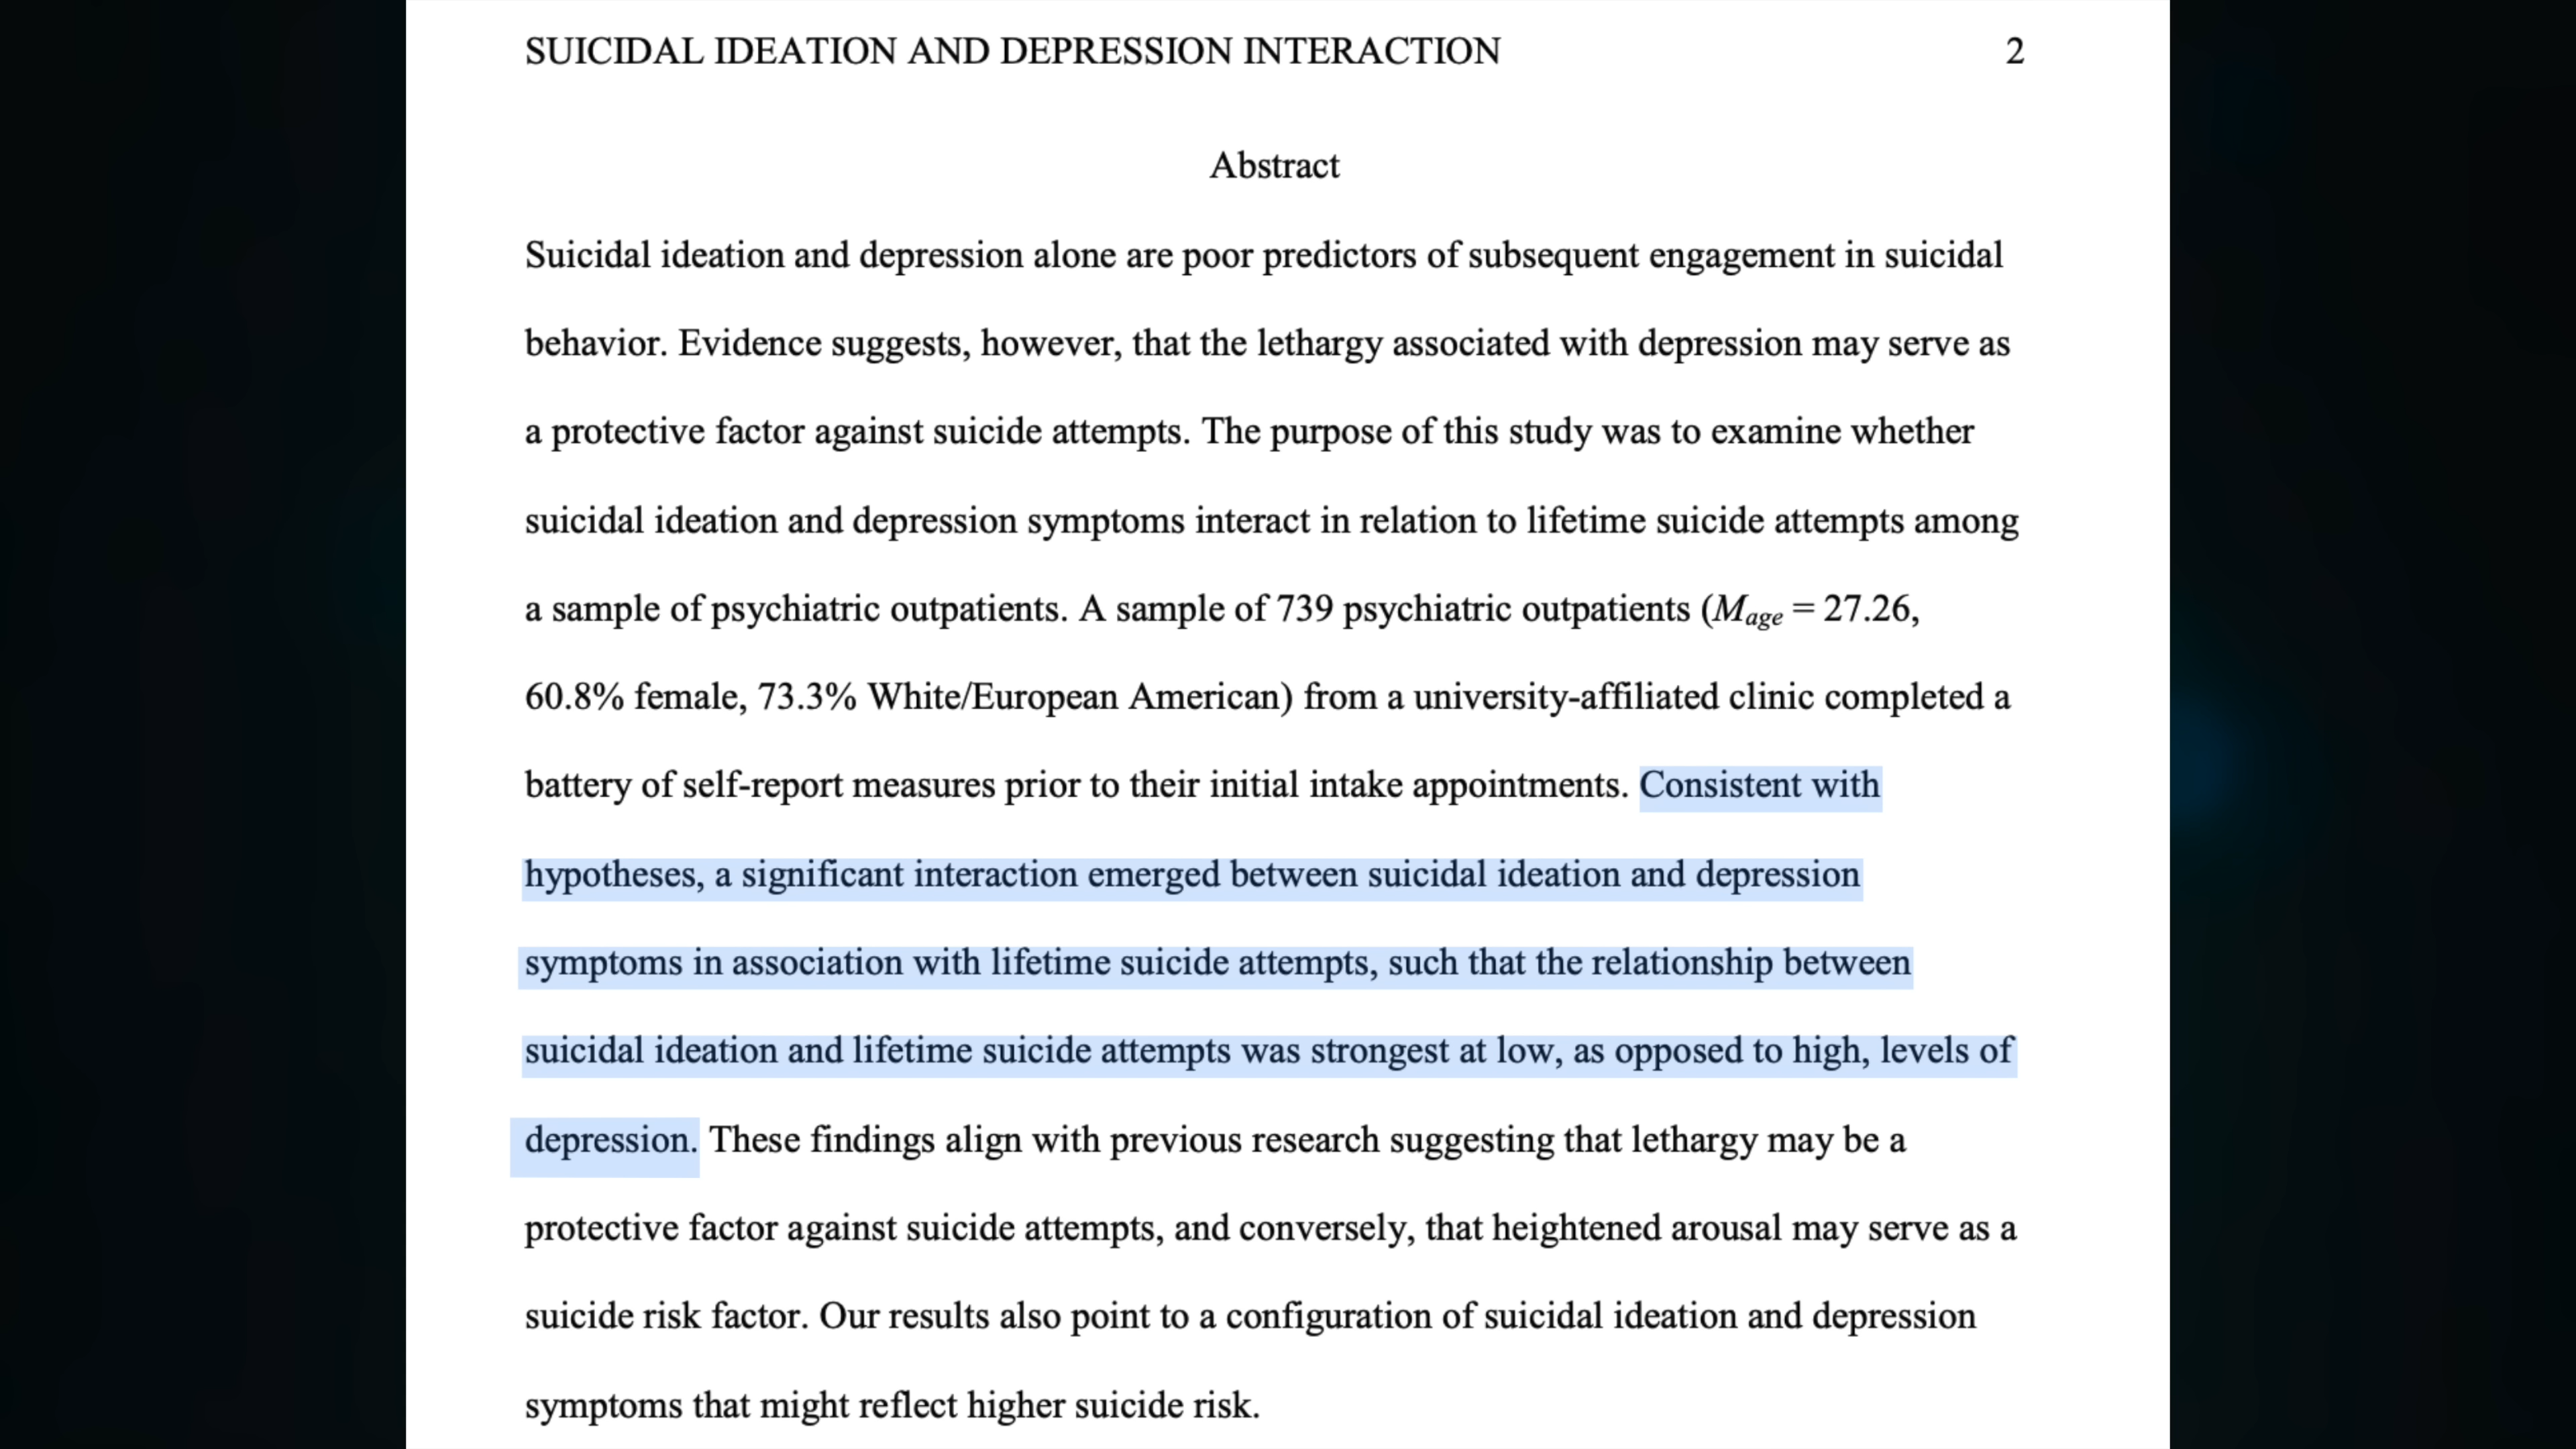 SUICIDAL IDEATION AND DEPRESSION INTERACTION 2
Abstract
Suicidal ideation and depression alone are poor predictors of subsequent engagement in suicidal
behavior. Evidence suggests, however, that the lethargy associated with depression may serve as
a protective factor against suicide attempts. The purpose of this study was to examine whether
suicidal ideation and depression symptoms interact in relation to lifetime suicide attempts among
a sample of psychiatric outpatients. A sample of 739 psychiatric outpatients (Mage = 27.26,
60.8% female, 73.3% White/European American) from a university-affiliated clinic completed a
battery of self-report measures prior to their initial intake appointments. Consistent with
hypotheses, a significant interaction emerged between suicidal ideation and depression
symptoms in association with lifetime suicide attempts, such that the relationship between
suicidal ideation and lifetime suicide attempts was strongest at low, as opposed to high, levels of
depression. These findings align with previous research suggesting that lethargy may be a
protective factor against suicide attempts, and conversely, that heightened arousal may serve as a
suicide risk factor. Our results also point to a configuration of suicidal ideation and depression
symptoms that might reflect higher suicide risk.